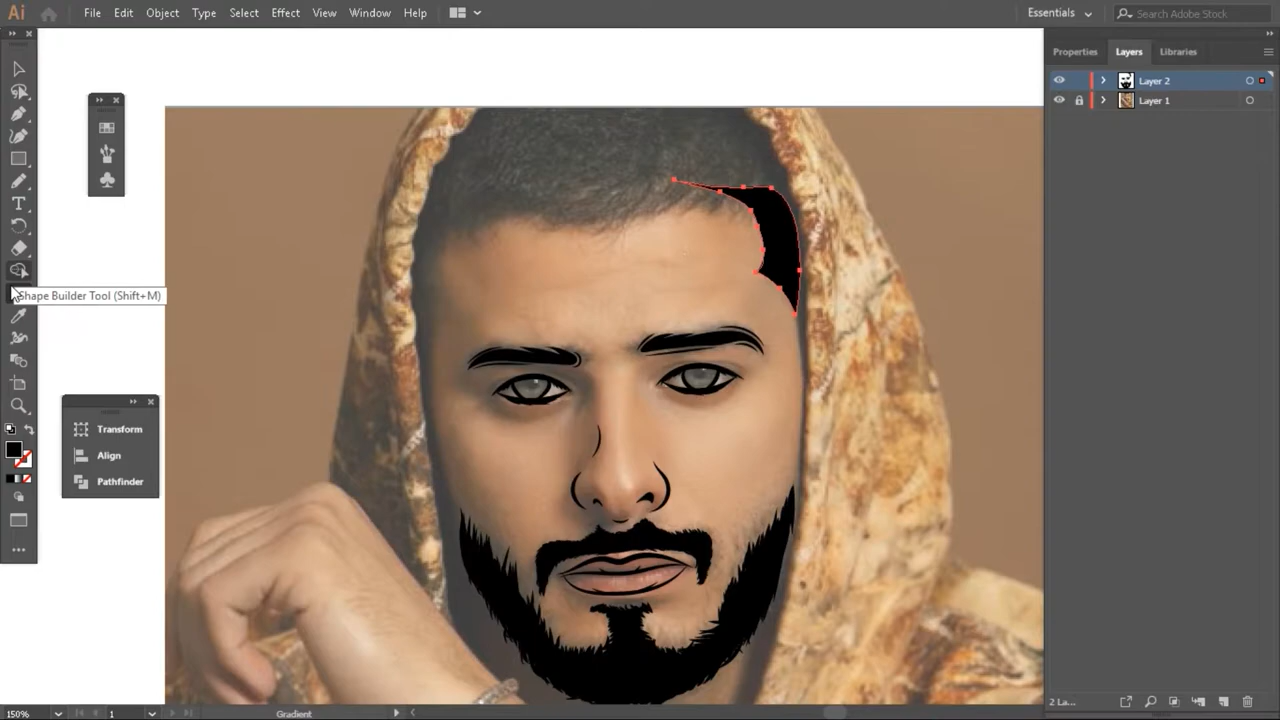 Ai File Edit Object Type Select Effect View Window Help Essentials Search Adobe Stock
Properties Layers Libraries
Layer 2
Layer 1
Shape Builder Tool (Shift+M)
T
Transform
Align
Pathfinder
150% 1 Gradient 2 La...